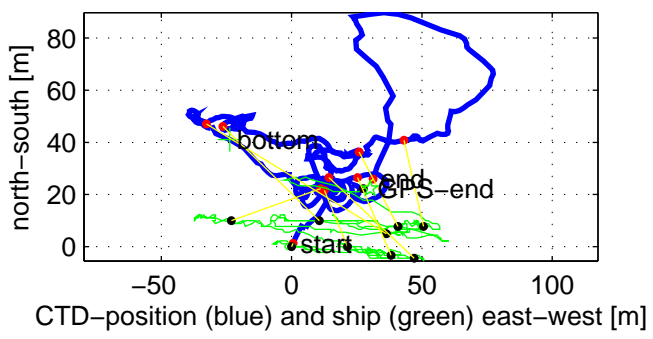 80
60
40
20
0
north−south [m]
bottom
end
GPS−end
start
−50
0
50
100
CTD−position (blue) and ship (green) east−west [m]